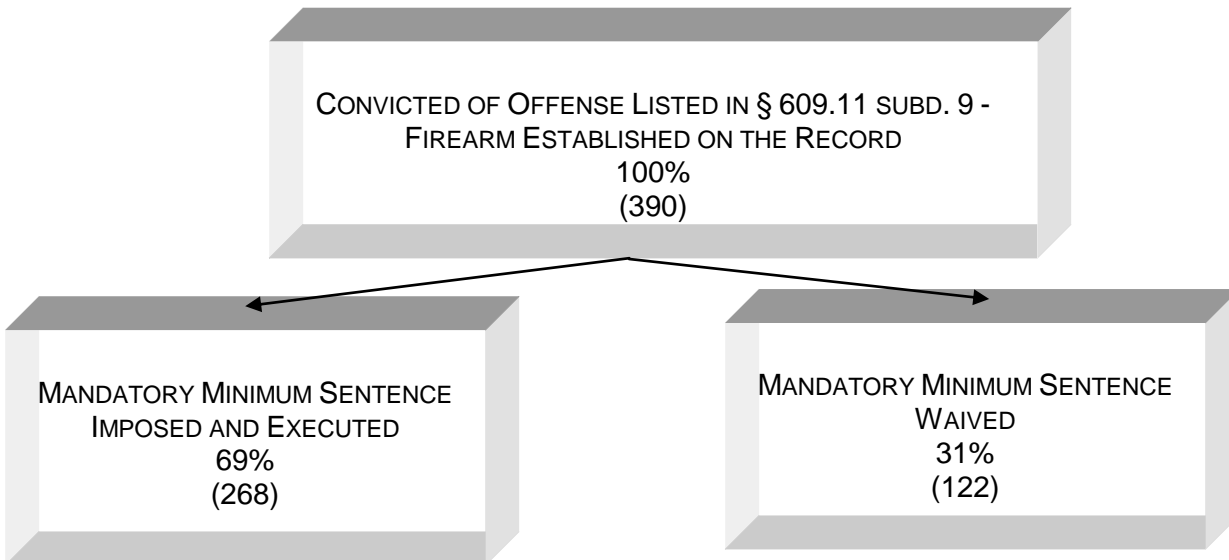 CONVICTED OF OFFENSE LISTED IN § 609.11 SUBD. 9 -
FIREARM ESTABLISHED ON THE RECORD
100%
(390)
MANDATORY MINIMUM SENTENCE
IMPOSED AND EXECUTED
69%
(268)
MANDATORY MINIMUM SENTENCE
WAIVED
31%
(122)